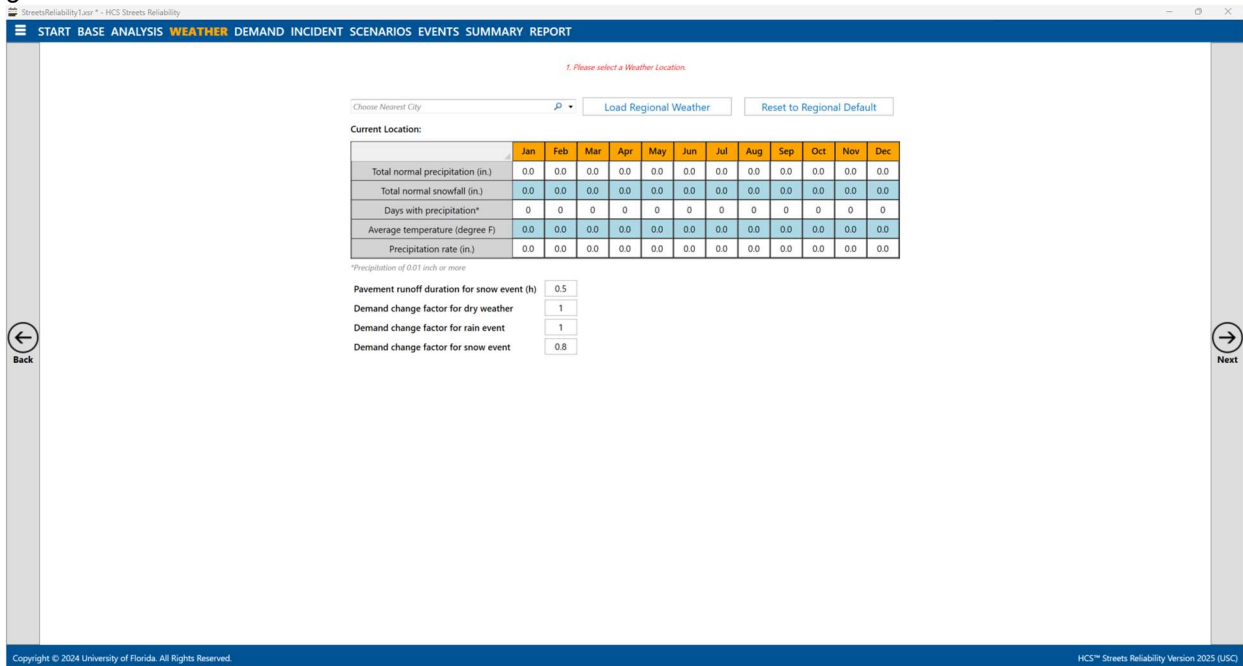 StreetsReliability1.xsr * - HCS Streets Reliability
START BASE ANALYSIS WEATHER DEMAND INCIDENT SCENARIOS EVENTS SUMMARY REPORT
1. Please select a Weather Location.
Choose Nearest City Load Regional Weather Reset to Regional Default
Current Location:
Jan Feb Mar Apr May Jun Jul Aug Sep Oct Nov Dec
Total normal precipitation (in.) 0.0 0.0 0.0 0.0 0.0 0.0 0.0 0.0 0.0 0.0 0.0 0.0
Total normal snowfall (in.) 0.0 0.0 0.0 0.0 0.0 0.0 0.0 0.0 0.0 0.0 0.0 0.0
Days with precipitation* 0 0 0 0 0 0 0 0 0 0 0 0
Average temperature (degree F) 0.0 0.0 0.0 0.0 0.0 0.0 0.0 0.0 0.0 0.0 0.0 0.0
Precipitation rate (in.) 0.0 0.0 0.0 0.0 0.0 0.0 0.0 0.0 0.0 0.0 0.0 0.0
*Precipitation of 0.01 inch or more
Pavement runoff duration for snow event (h) 0.5
Demand change factor for dry weather 1
Demand change factor for rain event 1
Demand change factor for snow event 0.8
Back
Next
Copyright © 2024 University of Florida. All Rights Reserved. HCS™ Streets Reliability Version 2025 (USC)